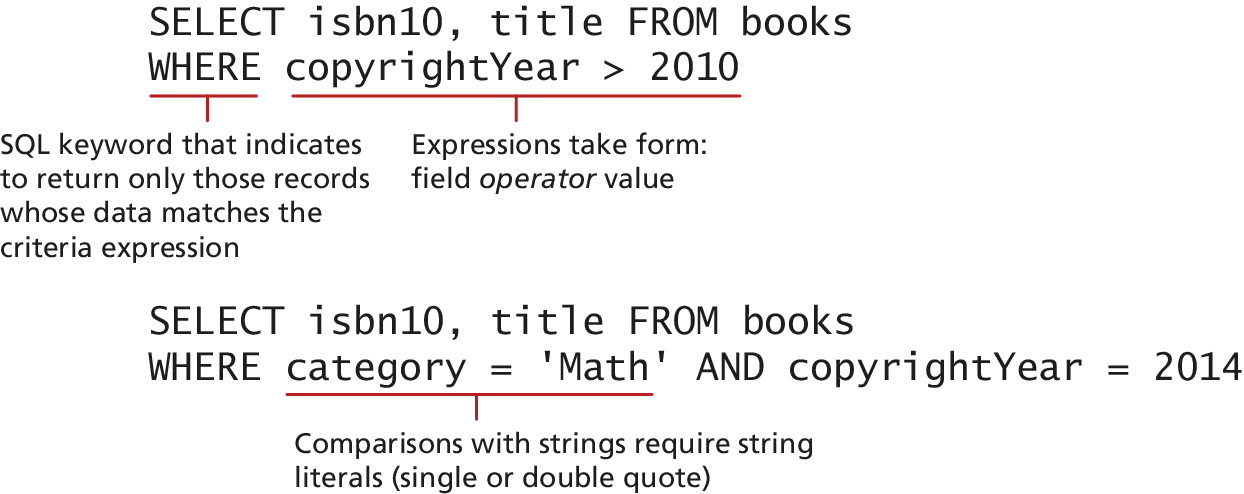 SELECT isbn10, title FROM books
WHERE copyrightYear > 2010
SQL keyword that indicates
to return only those records
whose data matches the
criteria expression
Expressions take form:
field operator value
SELECT isbn10, title FROM books
WHERE category = 'Math' AND copyrightYear = 2014
Comparisons with strings require string
literals (single or double quote)